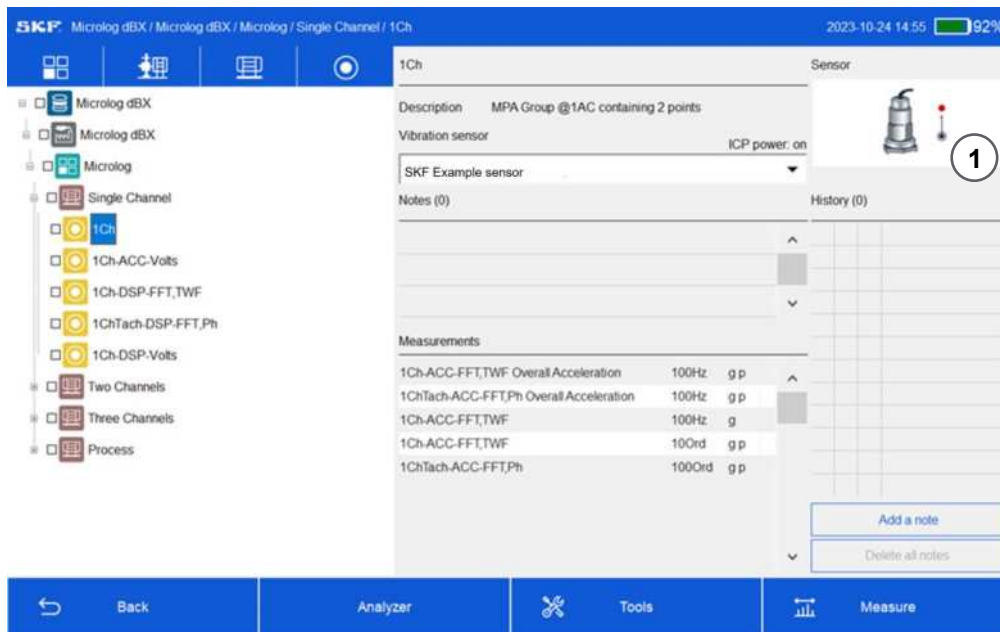 SKF. Microlog dBX / Microlog dBX / Microlog / Single Channel / 1Ch
2023-10-24 14:55 92%
Microlog dBX
Microlog dBX
Microlog
Single Channel
1Ch
1Ch-ACC-Volts
1Ch-DSP-FFT,TWF
1ChTach-DSP-FFT,Ph
1Ch-DSP-Volts
Two Channels
Three Channels
Process
1Ch
Description MPA Group @1AC containing 2 points
Vibration sensor
ICP power: on
SKF Example sensor
Notes (0)
Measurements
1Ch-ACC-FFT,TWF Overall Acceleration 100Hz g p
1ChTach-ACC-FFT,Ph Overall Acceleration 100Hz g p
1Ch-ACC-FFT,TWF 100Hz g
1Ch-ACC-FFT,TWF 10Ord g p
1ChTach-ACC-FFT,Ph 100Ord g p
Sensor
1
History (0)
Add a note
Delete all notes
Back
Analyzer
Tools
Measure